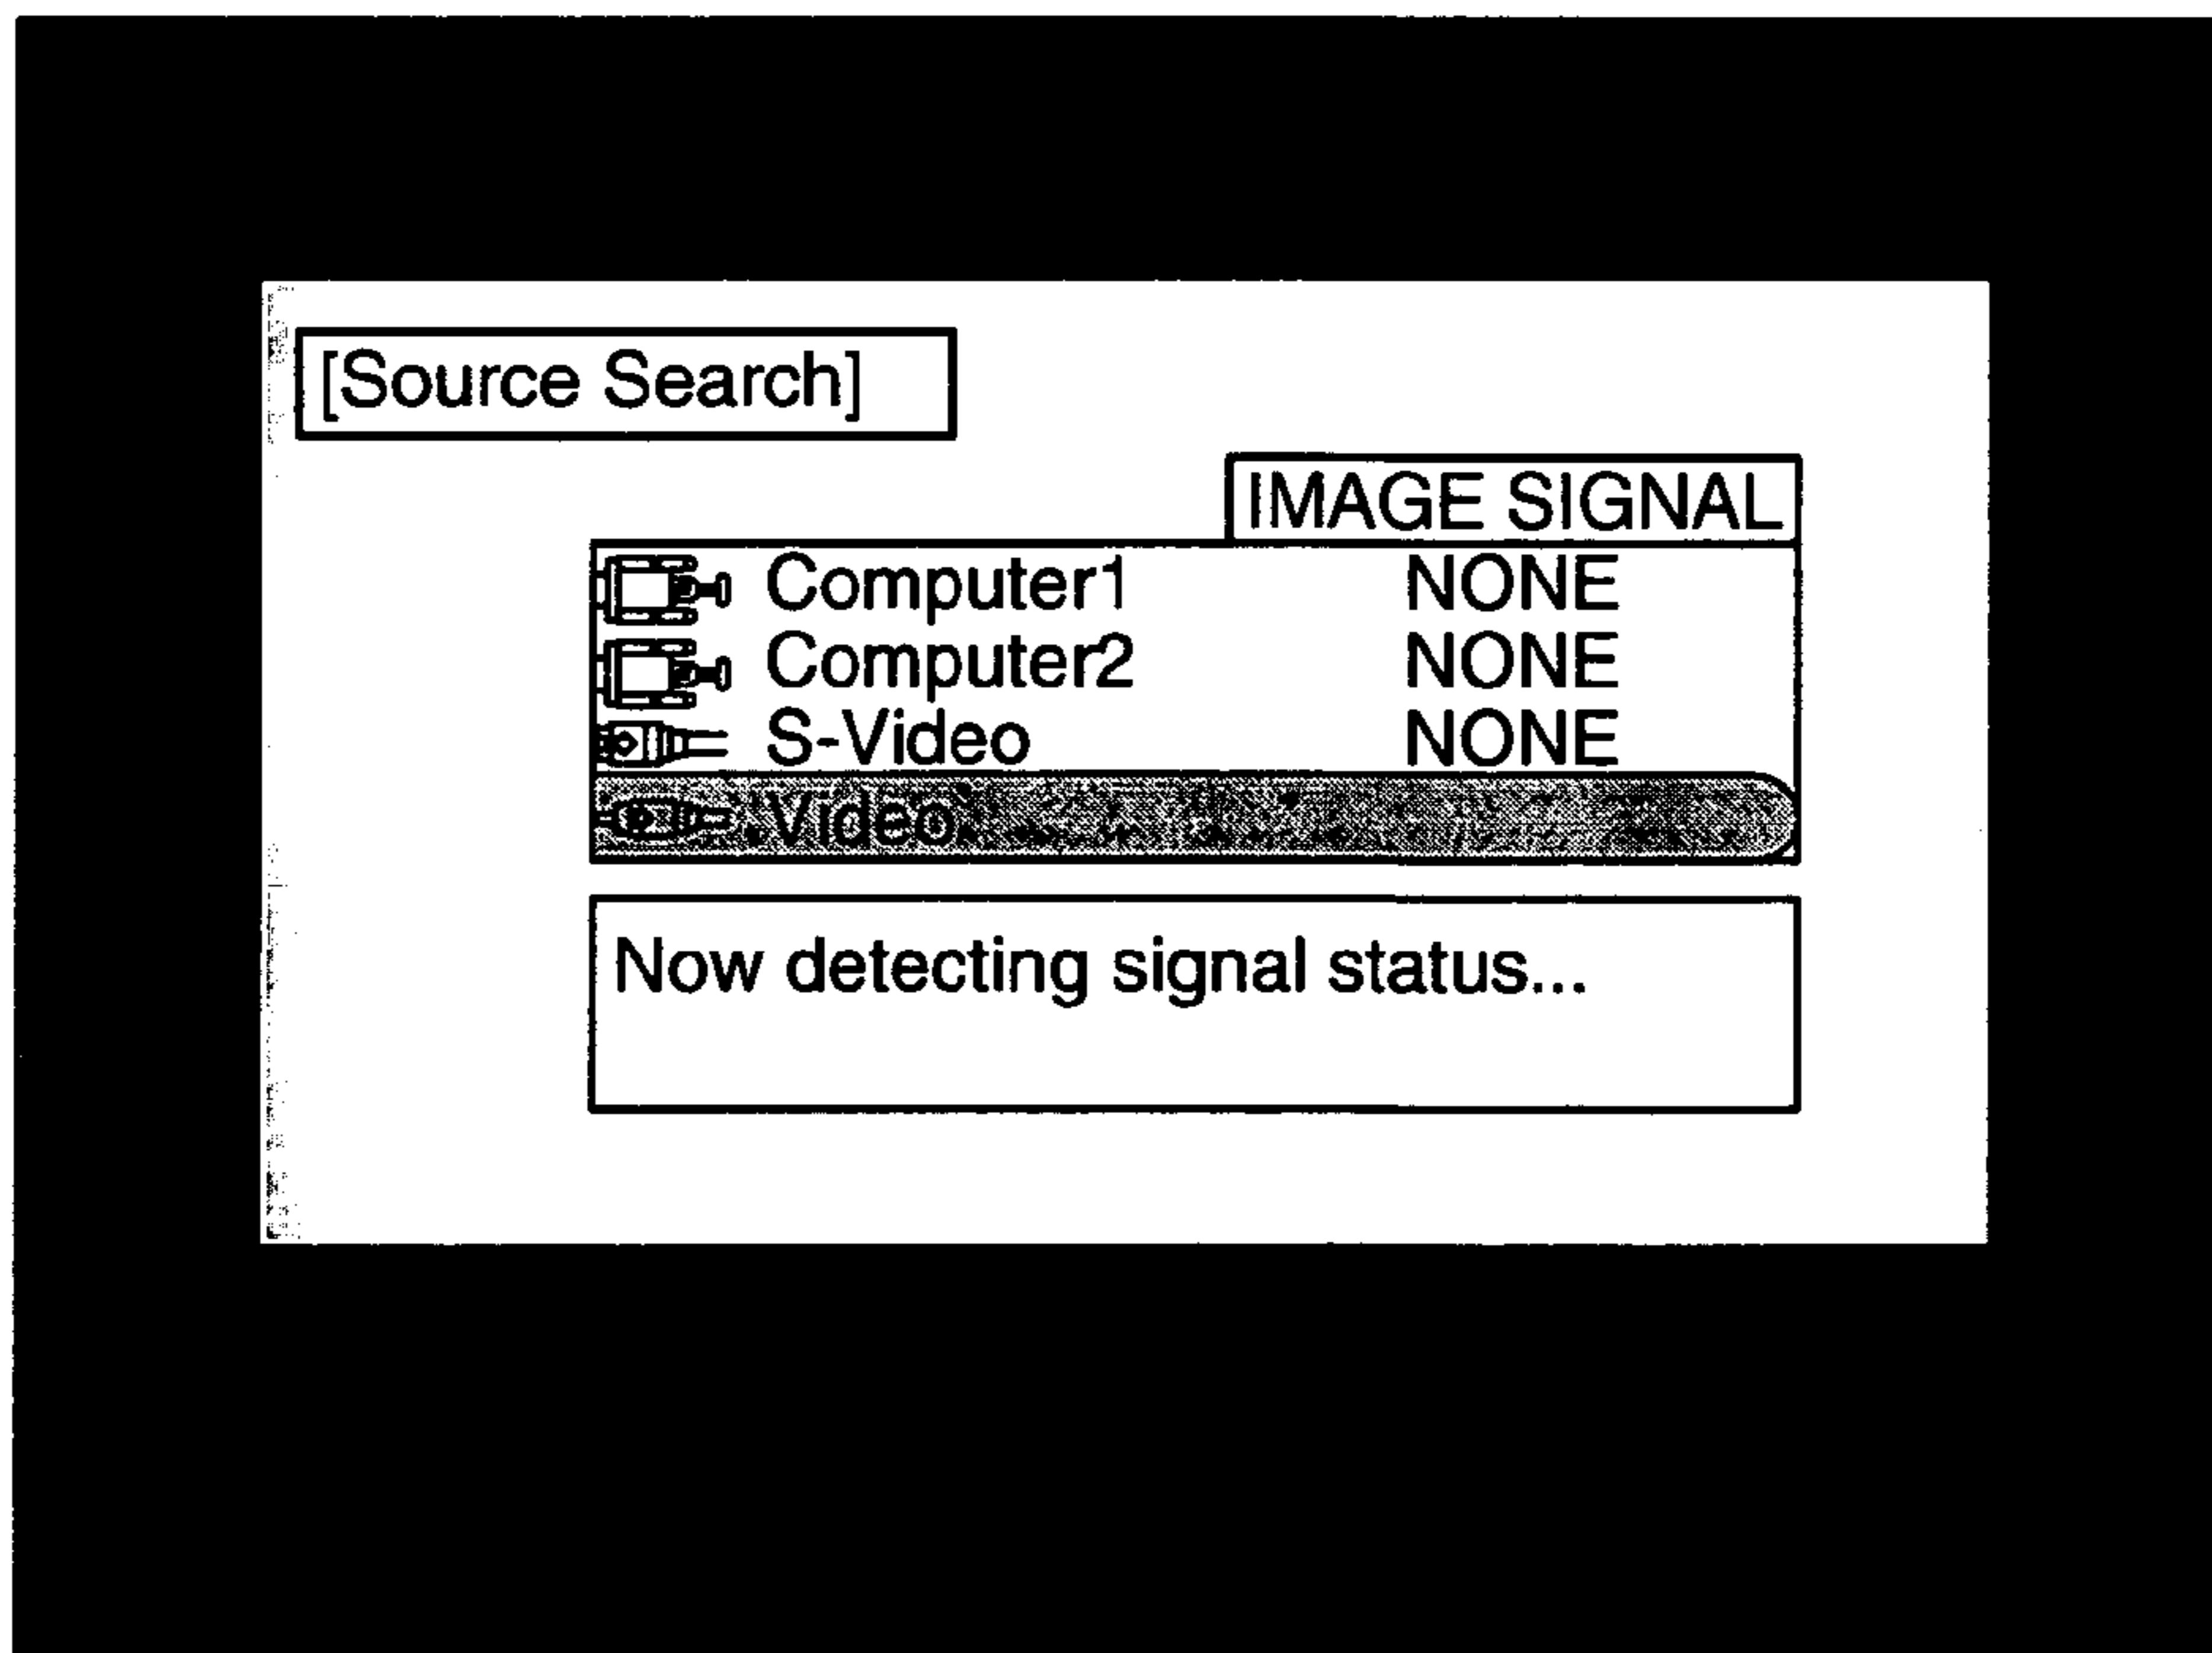 [Source Search]
IMAGE SIGNAL
Computer1 NONE
Computer2 NONE
S-Video NONE
Video
Now detecting signal status...